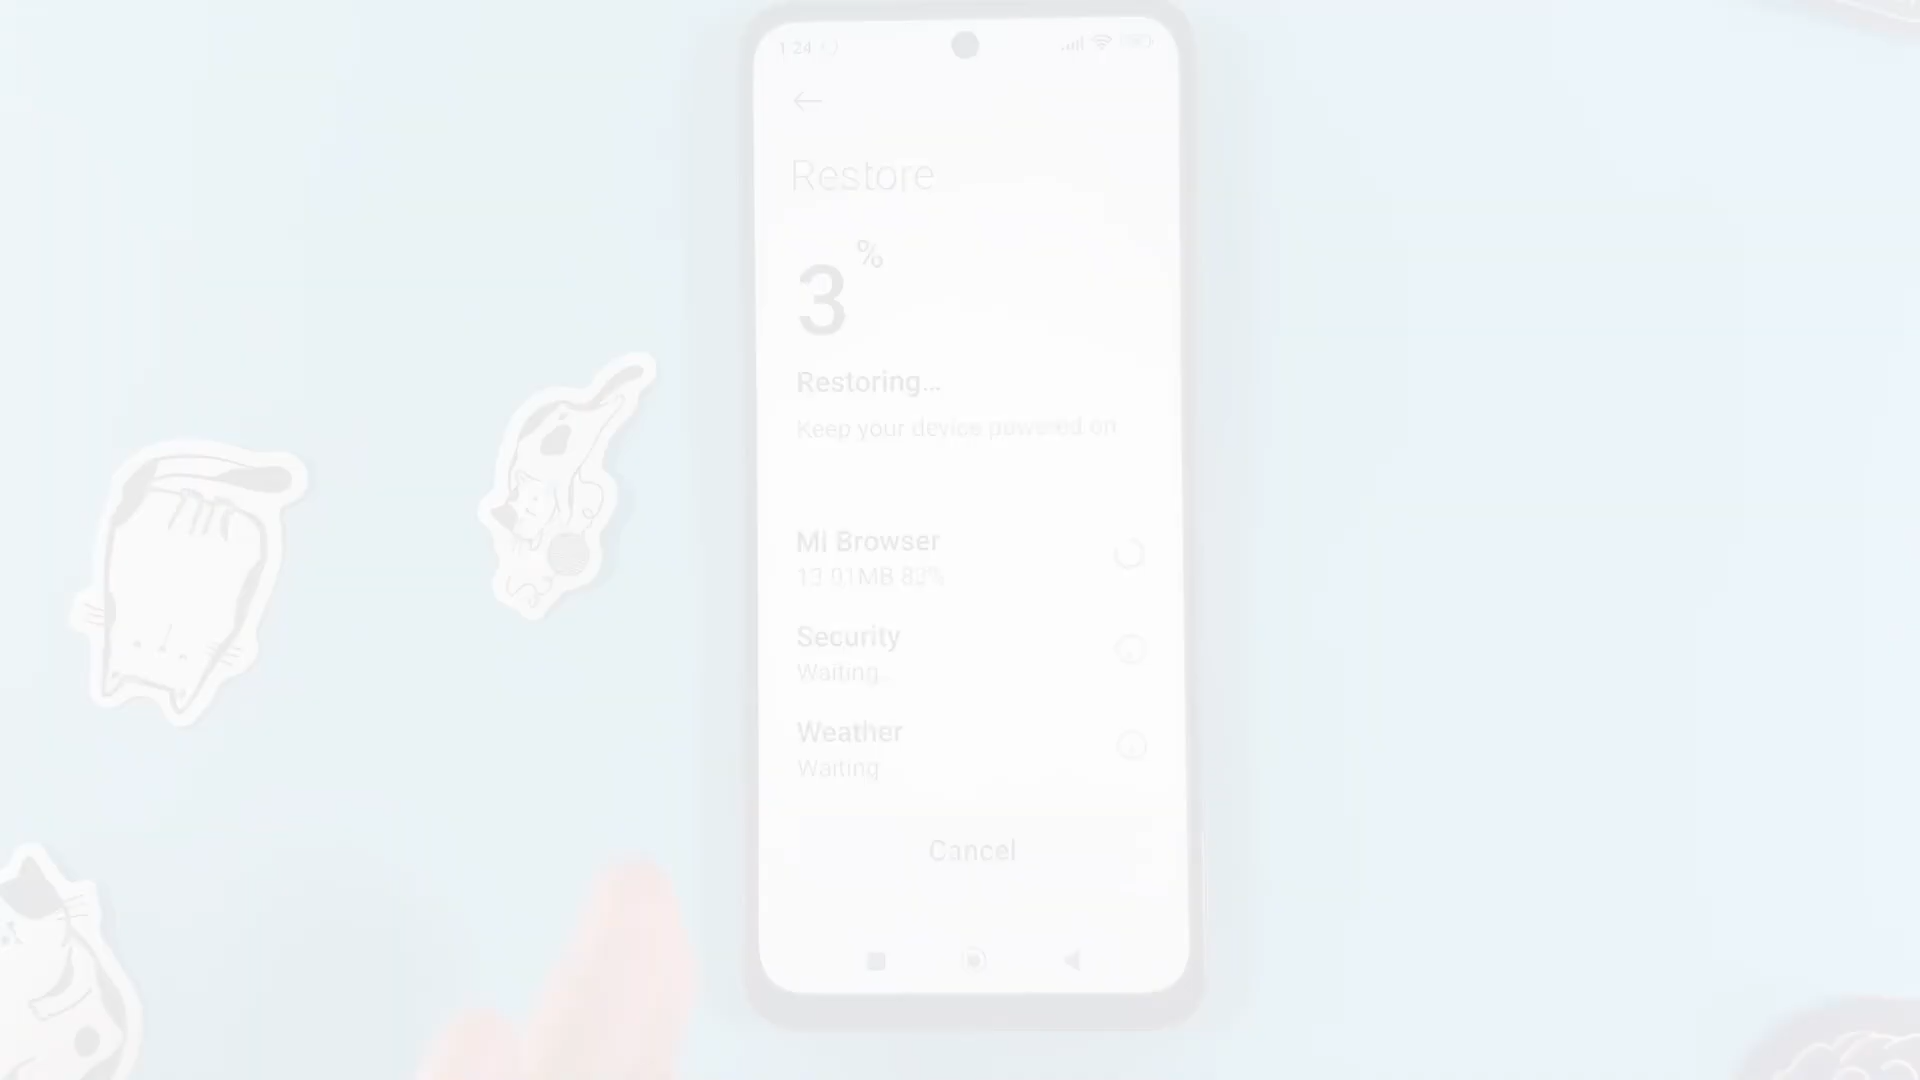 1:24
Restore
3%
Restoring...
Keep your device powered on
Mi Browser
13.01MB 83%
Security
Waiting...
Weather
Waiting
Cancel